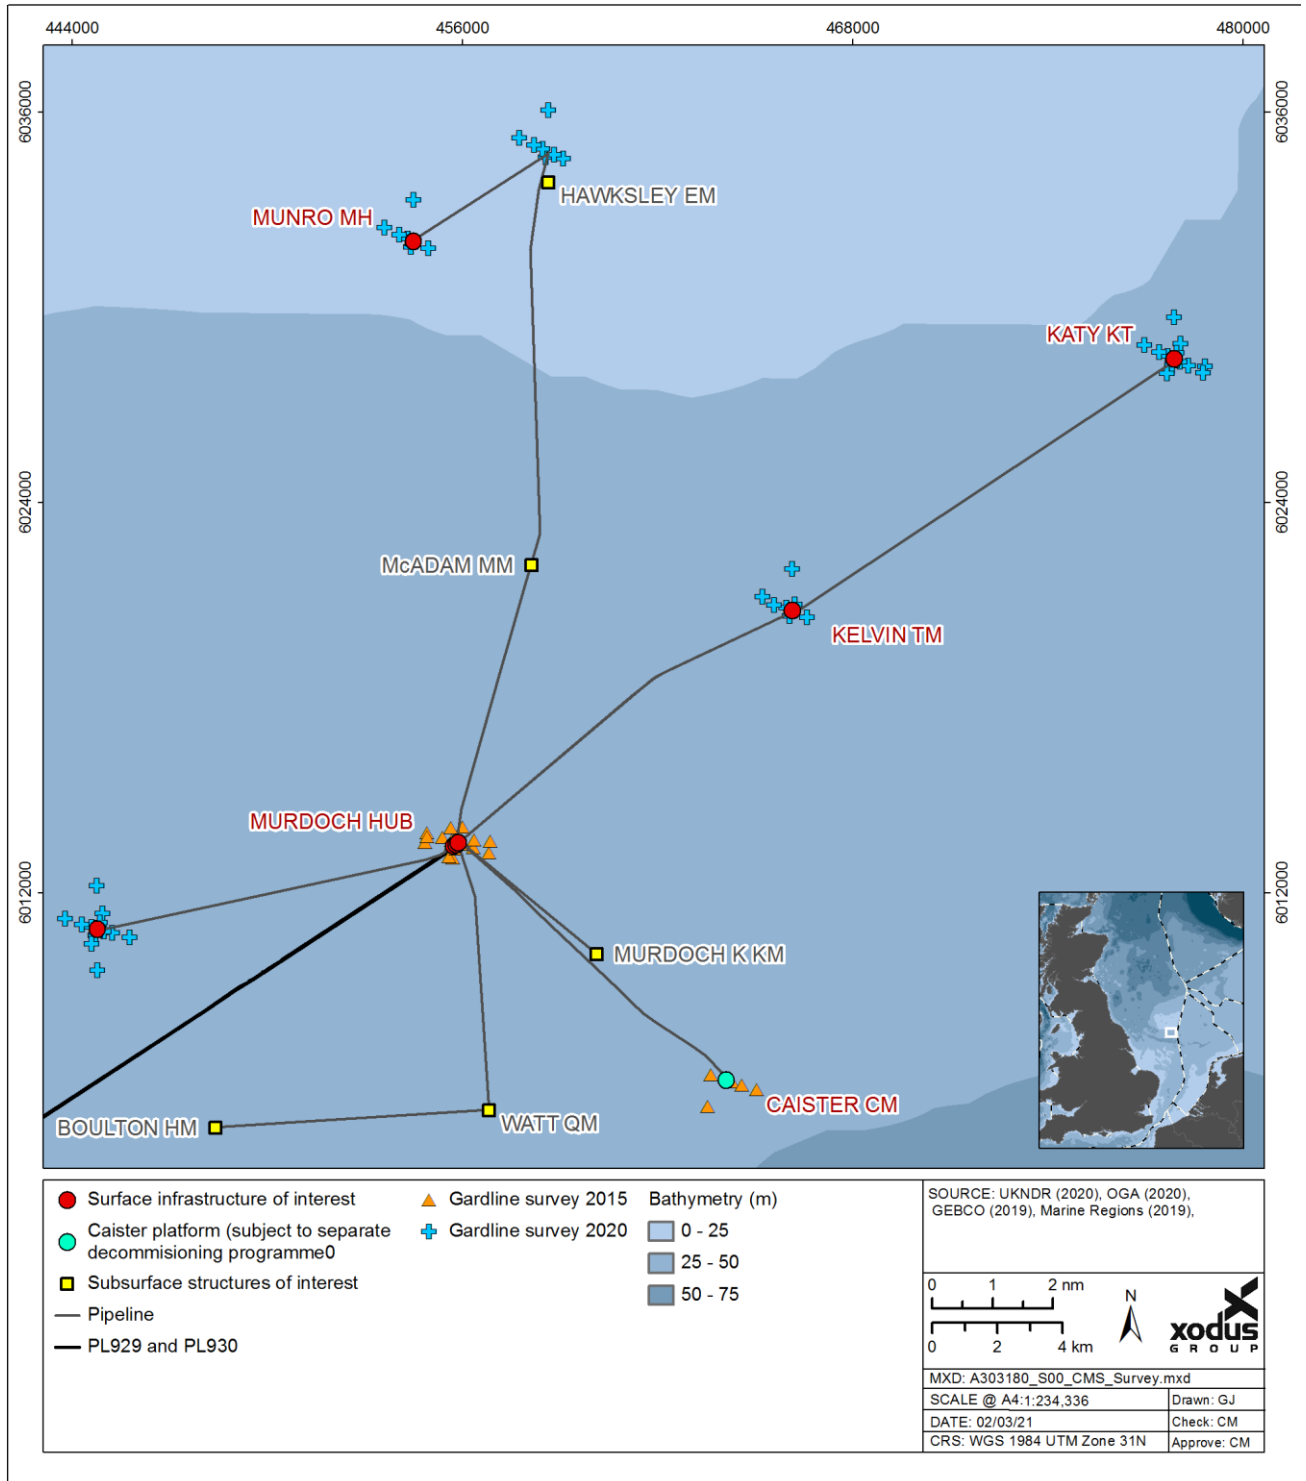 444000
456000
468000
480000
6036000
6036000
HAWKSLEY EM
MUNRO MH
KATY KT
6024000
6024000
McADAM MM
KELVIN TM
MURDOCH HUB
6012000
6012000
MURDOCH K KM
CAISTER CM
WATT QM
BOULTON HM
Surface infrastructure of interest
Caister platform (subject to separate
decommisioning programme0
Subsurface structures of interest
Pipeline
PL929 and PL930
Gardline survey 2015
Gardline survey 2020
Bathymetry (m)
0 - 25
25 - 50
50 - 75
SOURCE: UKNDR (2020), OGA (2020),
GEBCO (2019), Marine Regions (2019),
0 1 2 nm
0 2 4 km
N
xodus
GROUP
MXD: A303180_S00_CMS_Survey.mxd
SCALE @ A4:1:234,336
Drawn: GJ
DATE: 02/03/21
Check: CM
CRS: WGS 1984 UTM Zone 31N
Approve: CM